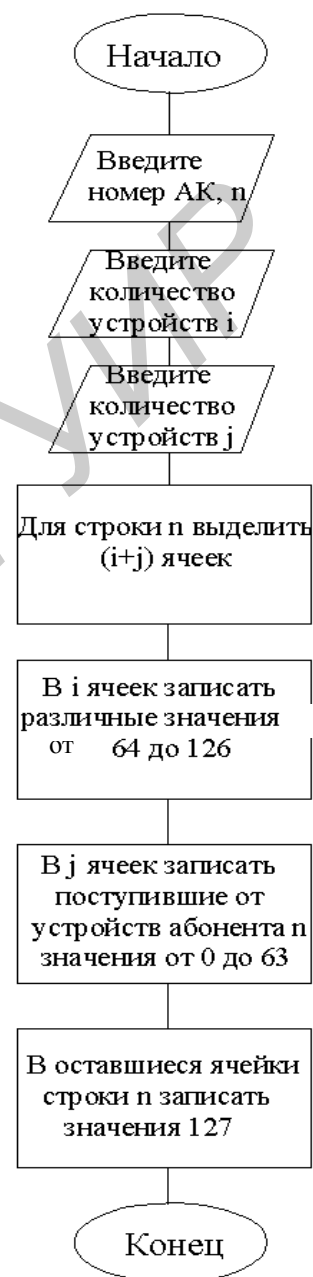 Начало
Введите
номер АК, n
Введите
количество
устройств i
Введите
количество
устройств j
Для строки n выделить
(i+j) ячеек
В i ячеек записать
различные значения
от 64 до 126
В j ячеек записать
поступившие от
устройств абонента n
значения от 0 до 63
В оставшиеся ячейки
строки n записать
значения 127
Конец
УИР